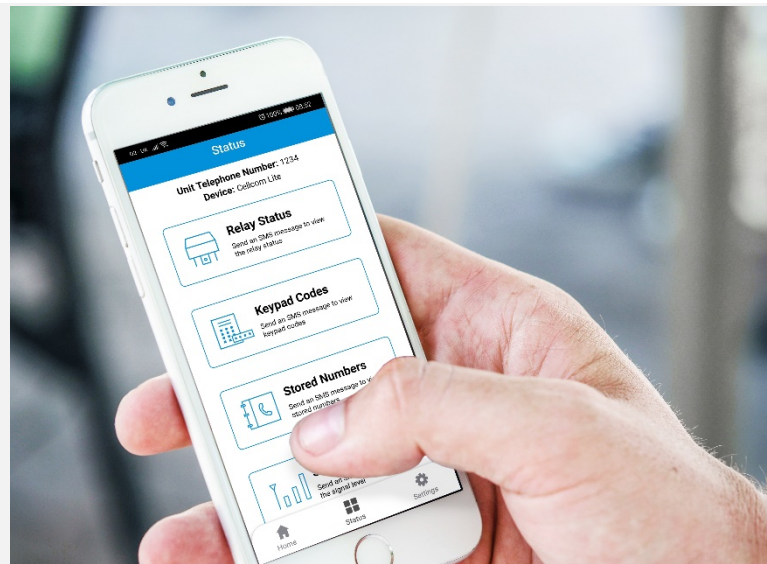 100% 08:52
Status
Unit Telephone Number: 1234
Device: Cellcom Lite
Relay Status
Send an SMS message to view
the relay status
Keypad Codes
Send an SMS message to view
keypad codes
Stored Numbers
Send an SMS message to
stored numbers
Send an
the signal level
Home
Status
Settings